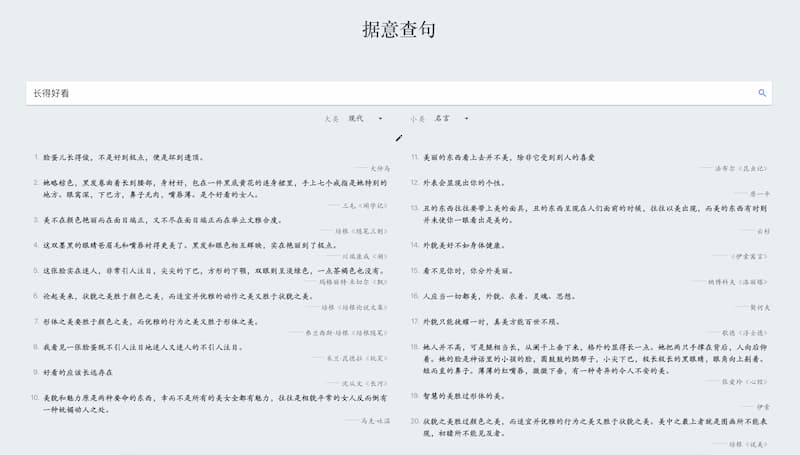 据意查句
长得好看
大类 现代 小类 名言
1. 脸蛋儿长得俊，不是好到极点，便是坏到透顶。
—— 大仲马
2. 她略棕色，黑发卷曲着长到腰部，身材好，包在一件黑底黄花的连身裙里，手上七个戒指是她特别的
地方。眼窝深，下巴方，鼻子无肉，嘴唇薄。是个好看的女人。
—— 三毛《闹学记》
3. 美不在颜色艳丽而在面目端正，又不尽在面目端正而在举止文雅合度。
—— 培根《随笔三则》
4. 这双墨黑的眼睛苍眉毛和嘴唇衬得更美了。黑发和眼色相互辉映，实在艳丽到了极点。
—— 川端康成《湖》
5. 这张脸实在迷人，非常引人注目，尖尖的下巴，方形的下颚，双眼则呈淡绿色，一点茶褐色也没有。
—— 玛格丽特·米切尔《飘》
6. 论起美来，状貌之美胜于颜色之美，而适宜并优雅的动作之美又胜于状貌之美。
—— 培根《培根论说文集》
7. 形体之美要胜于颜色之美，而优雅的行为之美又胜于形体之美。
—— 弗兰西斯·培根《培根随笔》
8. 我看见一张脸蛋既不引人注目地迷人又迷人的不引人注目。
—— 米兰·昆德拉《玩笑》
9. 好看的应该长远存在
—— 沈从文《长河》
10. 美貌和魅力原是两种要命的东西，幸而不是所有的美女全都有魅力，往往是相貌平常的女人反而倒有
一种妩媚动人之处。
—— 马克·吐温
11. 美丽的东西看上去并不美，除非它受到别人的喜爱
—— 法布尔《昆虫记》
12. 外表会显现出你的个性。
—— 原一平
13. 丑的东西往往要带上美的面具，丑的东西呈现在人们面前的时候，往往以美出现，而美的东西有时则
并未使你一眼看出是美的。
—— 云杉
14. 外貌美好不如身体健康。
—— 《伊索寓言》
15. 看不见你时，你会外美丽。
—— 纳博科夫《洛丽塔》
16. 人应当一切都美，外貌、衣着、灵魂、思想。
—— 契诃夫
17. 外貌只能炫耀一时，真美方能百世不殒。
—— 歌德《浮士德》
18. 她人并不高，可是腿相当长，从阑干上垂下来，格外的显得长一点。她把两只手撑在背后，人向后仰
着。她的脸是神话里的小孩的脸，圆鼓鼓的腮帮子，小尖下巴，极长极长的黑眼睛，眼角向上剔着。
短而直的鼻子。薄薄的红嘴唇，微微下垂，有一种奇异的令人不安的美。
—— 张爱玲《心经》
19. 智慧的美胜过形体的美。
—— 伊索
20. 状貌之美胜过颜色之美，而适宜并优雅的行为之美又胜于状貌之美。美中之最上者就是图画所不能表
现，初睹所不能见及者。
—— 培根《说美》